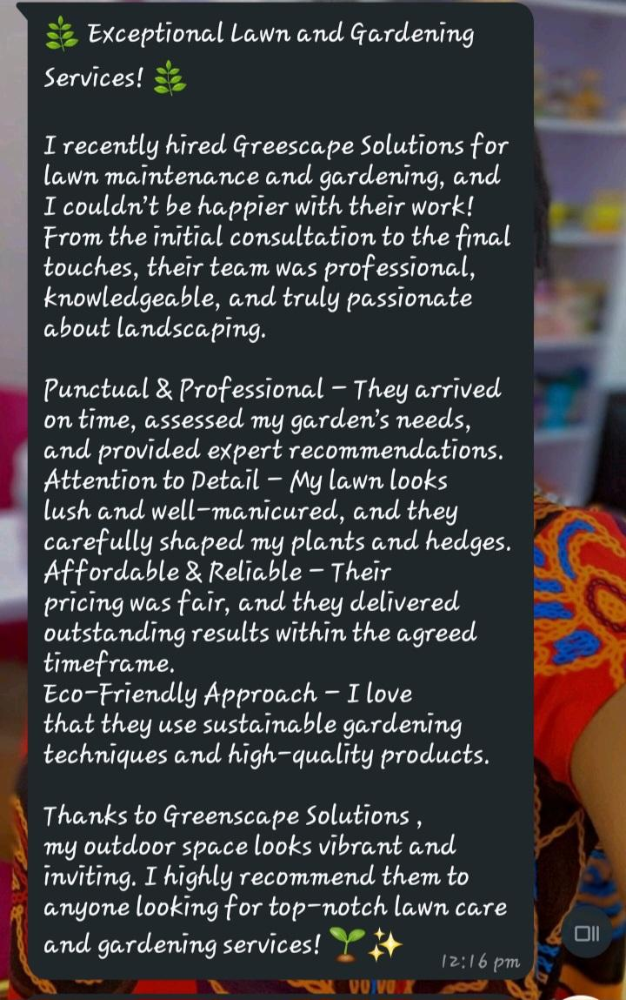 🌿 Exceptional Lawn and Gardening
Services! 🌿
I recently hired Greescape Solutions for
lawn maintenance and gardening, and
I couldn't be happier with their work!
From the initial consultation to the final
touches, their team was professional,
knowledgeable, and truly passionate
about landscaping.
Punctual & Professional – They arrived
on time, assessed my garden's needs,
and provided expert recommendations.
Attention to Detail – My lawn looks
lush and well-manicured, and they
carefully shaped my plants and hedges.
Affordable & Reliable – Their
pricing was fair, and they delivered
outstanding results within the agreed
timeframe.
Eco-Friendly Approach – I love
that they use sustainable gardening
techniques and high-quality products.
Thanks to Greenscape Solutions ,
my outdoor space looks vibrant and
inviting. I highly recommend them to
anyone looking for top-notch lawn care
and gardening services! 🌱✨
12:16 pm